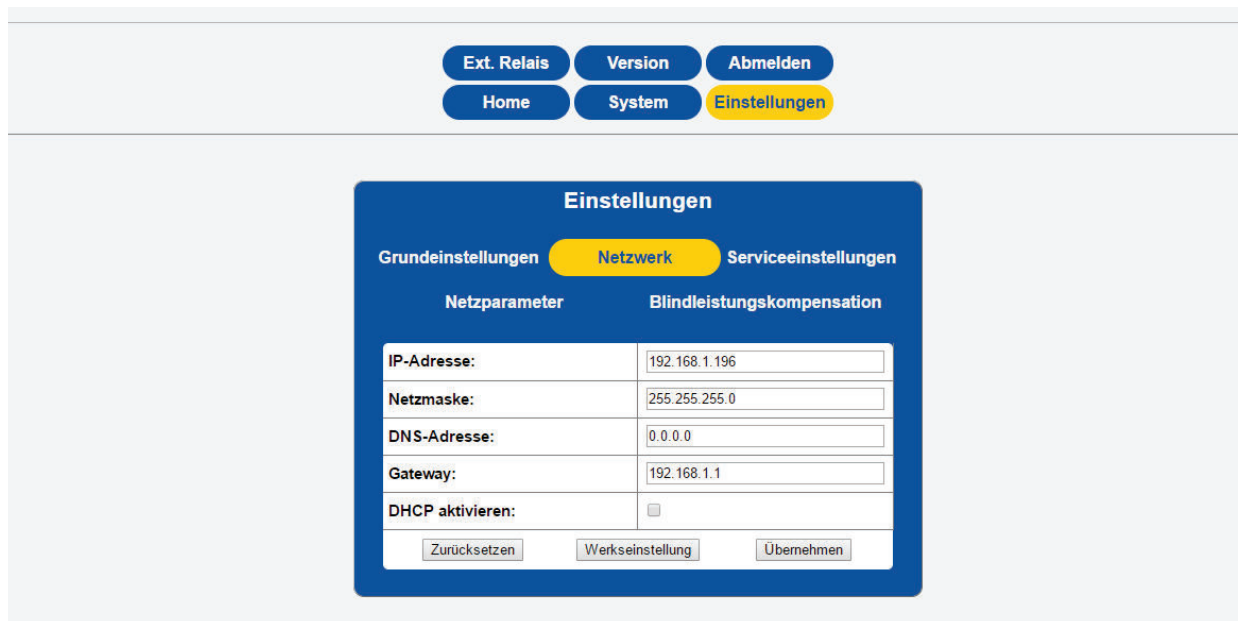 Ext. Relais Version Abmelden
Home System Einstellungen
Einstellungen
Grundeinstellungen Netzwerk Serviceeinstellungen
Netzparameter Blindleistungskompensation
IP-Adresse: 192.168.1.196
Netzmaske: 255.255.255.0
DNS-Adresse: 0.0.0.0
Gateway: 192.168.1.1
DHCP aktivieren:
Zurücksetzen Werkseinstellung Übernehmen